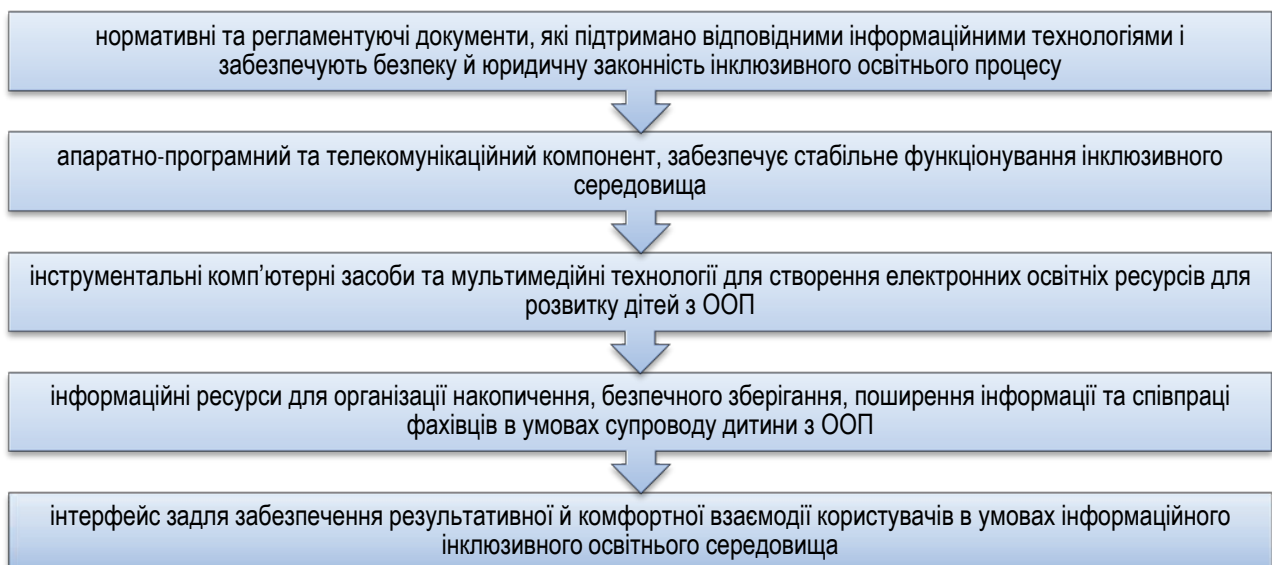 нормативні та регламентуючі документи, які підтримано відповідними інформаційними технологіями і
забезпечують безпеку й юридичну законність інклюзивного освітнього процесу
апаратно-програмний та телекомунікаційний компонент, забезпечує стабільне функціонування інклюзивного
середовища
інструментальні комп’ютерні засоби та мультимедійні технології для створення електронних освітніх ресурсів для
розвитку дітей з ООП
інформаційні ресурси для організації накопичення, безпечного зберігання, поширення інформації та співпраці
фахівців в умовах супроводу дитини з ООП
інтерфейс задля забезпечення результативної й комфортної взаємодії користувачів в умовах інформаційного
інклюзивного освітнього середовища